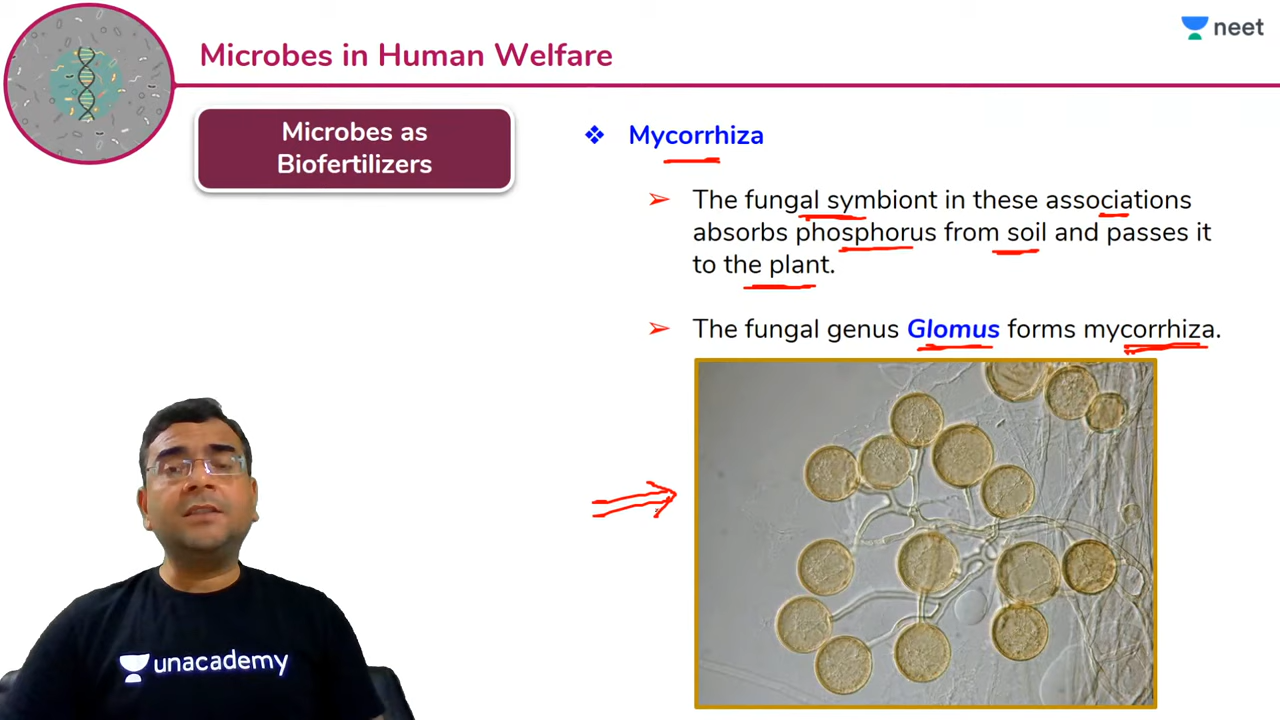 Microbes in Human Welfare
neet
Microbes as
Biofertilizers
❖ Mycorrhiza
➢ The fungal symbiont in these associations
absorbs phosphorus from soil and passes it
to the plant.
➢ The fungal genus Glomus forms mycorrhiza.
unacademy